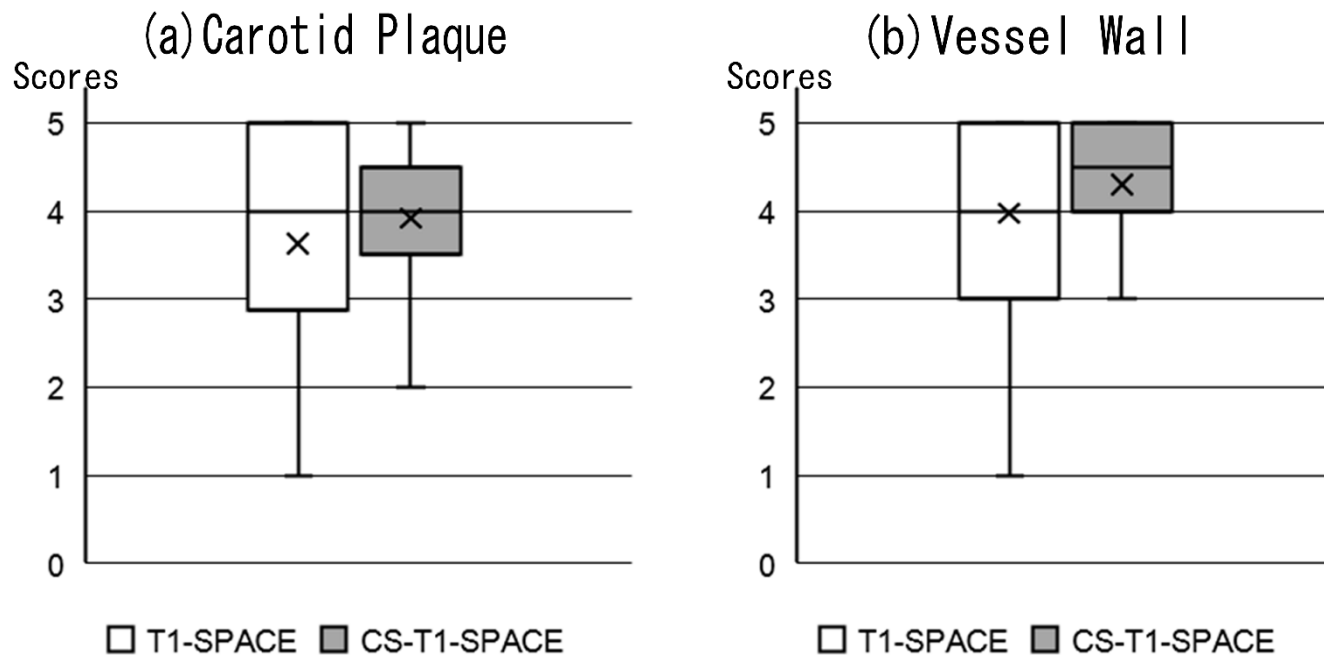 (a)Carotid Plaque
Scores
5
4
3
2
1
0
T1-SPACE CS-T1-SPACE
(b)Vessel Wall
Scores
5
4
3
2
1
0
T1-SPACE CS-T1-SPACE